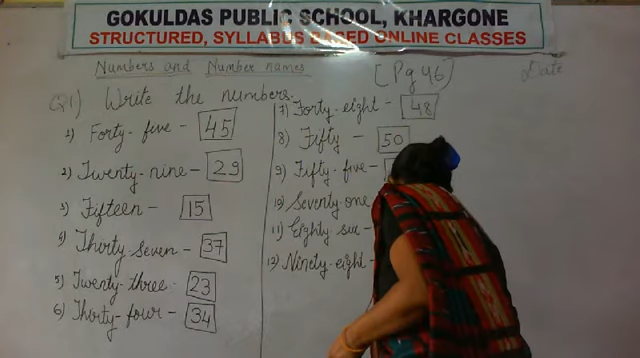 GOKULDAS PUBLIC SCHOOL, KHARGONE
STRUCTURED, SYLLABUS BASED ONLINE CLASSES
Numbers and Number names
[Pg 46]
Date
Q1) Write the numbers.
1) Forty-five - 45
2) Twenty-nine - 29
3) Fifteen - 15
4) Thirty seven - 37
5) Twenty-three - 23
6) Thirty-four - 34
7) Forty-eight - 48
8) Fifty - 50
9) Fifty-five -
10) Seventy one
11) Eighty six -
12) Ninety-eight -